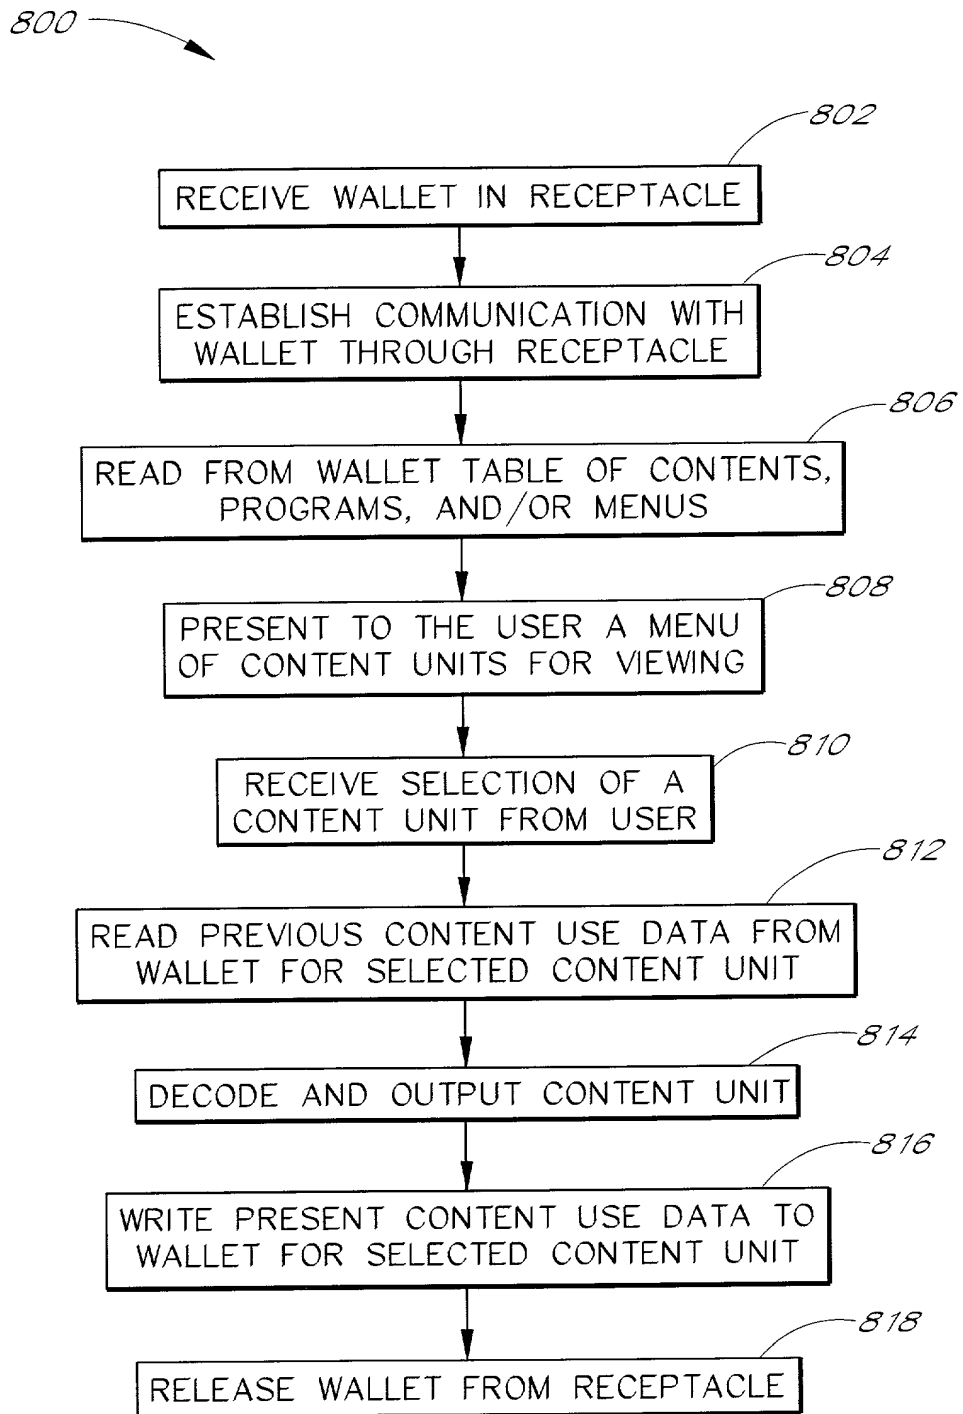 800
802
RECEIVE WALLET IN RECEPTACLE
804
ESTABLISH COMMUNICATION WITH
WALLET THROUGH RECEPTACLE
806
READ FROM WALLET TABLE OF CONTENTS,
PROGRAMS, AND/OR MENUS
808
PRESENT TO THE USER A MENU
OF CONTENT UNITS FOR VIEWING
810
RECEIVE SELECTION OF A
CONTENT UNIT FROM USER
812
READ PREVIOUS CONTENT USE DATA FROM
WALLET FOR SELECTED CONTENT UNIT
814
DECODE AND OUTPUT CONTENT UNIT
816
WRITE PRESENT CONTENT USE DATA TO
WALLET FOR SELECTED CONTENT UNIT
818
RELEASE WALLET FROM RECEPTACLE